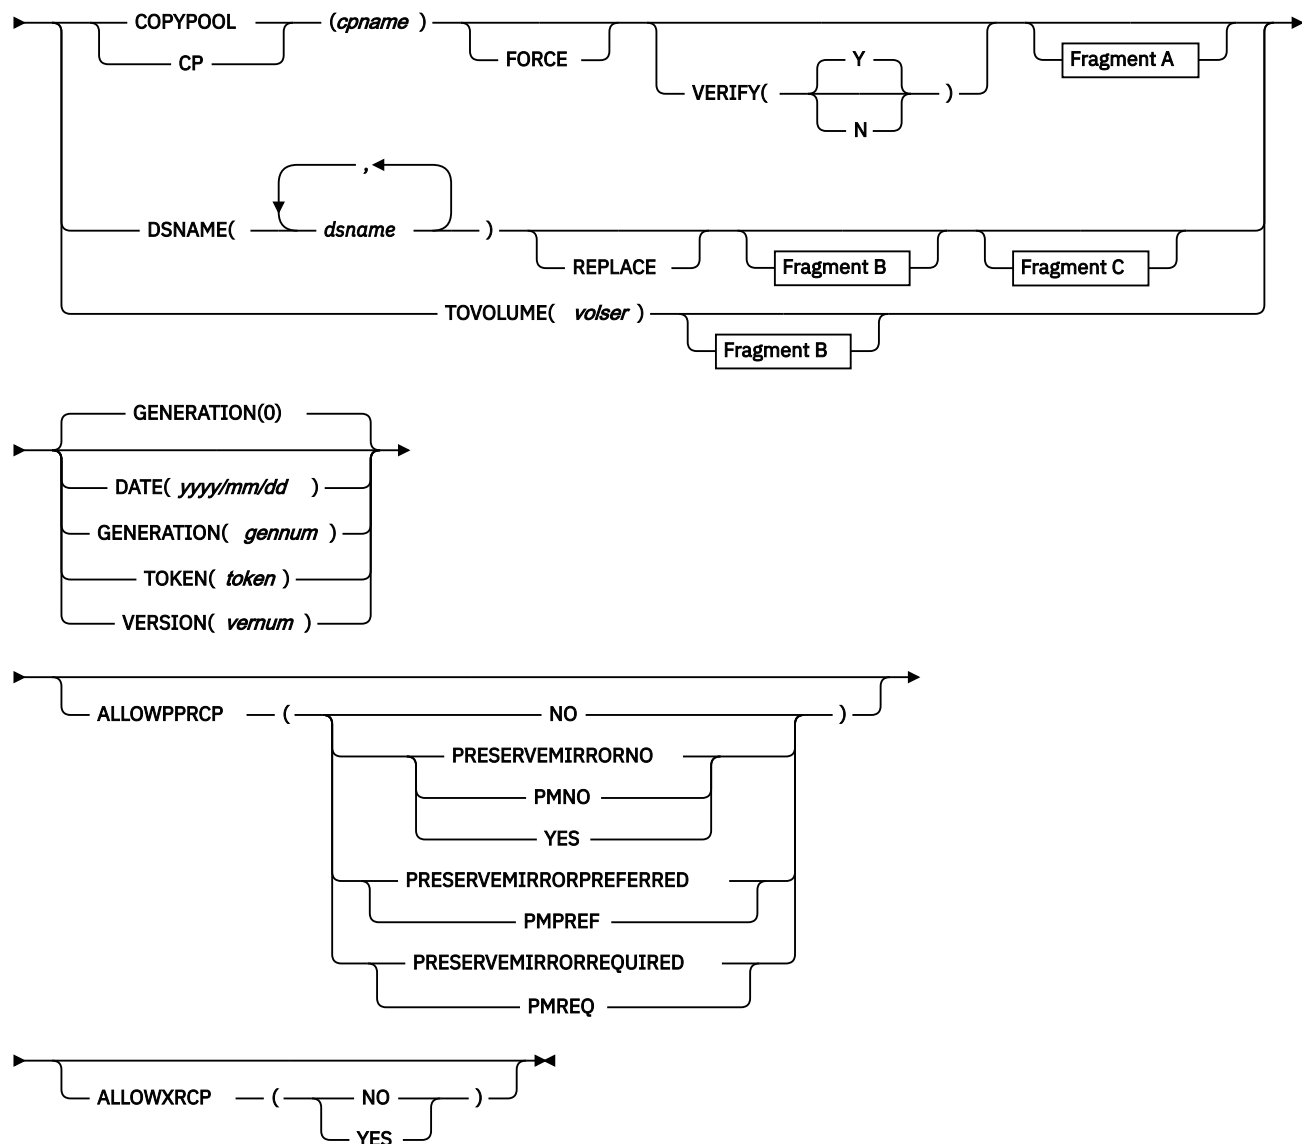 COPYPOOL (cpname )
CP FORCE Fragment A
Y
VERIFY( )
N
,
DSNAME( dsname )
REPLACE Fragment B Fragment C
TOVOLUME( volser )
Fragment B
GENERATION(0)
DATE( yyyy/mm/dd )
GENERATION( gennum )
TOKEN( token )
VERSION( vernum )
ALLOWPPRCP ( NO )
PRESERVEMIRRORNO
PMNO
YES
PRESERVEMIRRORPREFERRED
PMPREF
PRESERVEMIRRORREQUIRED
PMREQ
ALLOWXRCP ( NO )
YES